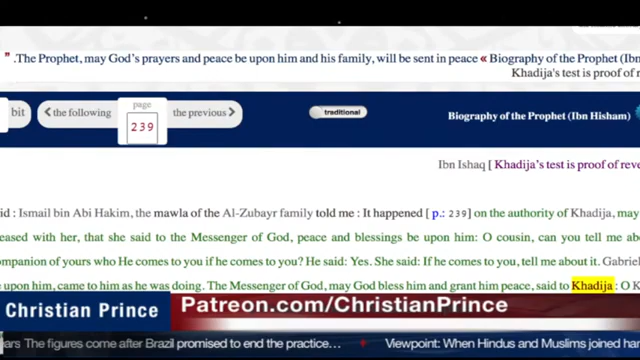 ” .The Prophet, may God's prayers and peace be upon him and his family, will be sent in peace « Biography of the Prophet (Ibn
Khadija's test is proof of re
bit
the following
page
239
the previous
traditional
Biography of the Prophet (Ibn Hisham)
Ibn Ishaq [ Khadija's test is proof of reve
id : Ismail bin Abi Hakim, the mawla of the Al-Zubayr family told me : It happened [ p.: 239] on the authority of Khadija, may
eased with her, that she said to the Messenger of God, peace and blessings be upon him: O cousin, can you tell me abou
ompanion of yours who He comes to you if he comes to you? He said: Yes. She said: If he comes to you, tell me about it. Gabriel
upon him, came to him as he was doing. The Messenger of God, may God bless him and grant him peace, said to Khadija : O K
Christian Prince
Patreon.com/ChristianPrince
ars The figures come after Brazil promised to end the practice…
Viewpoint: When Hindus and Muslims joined han